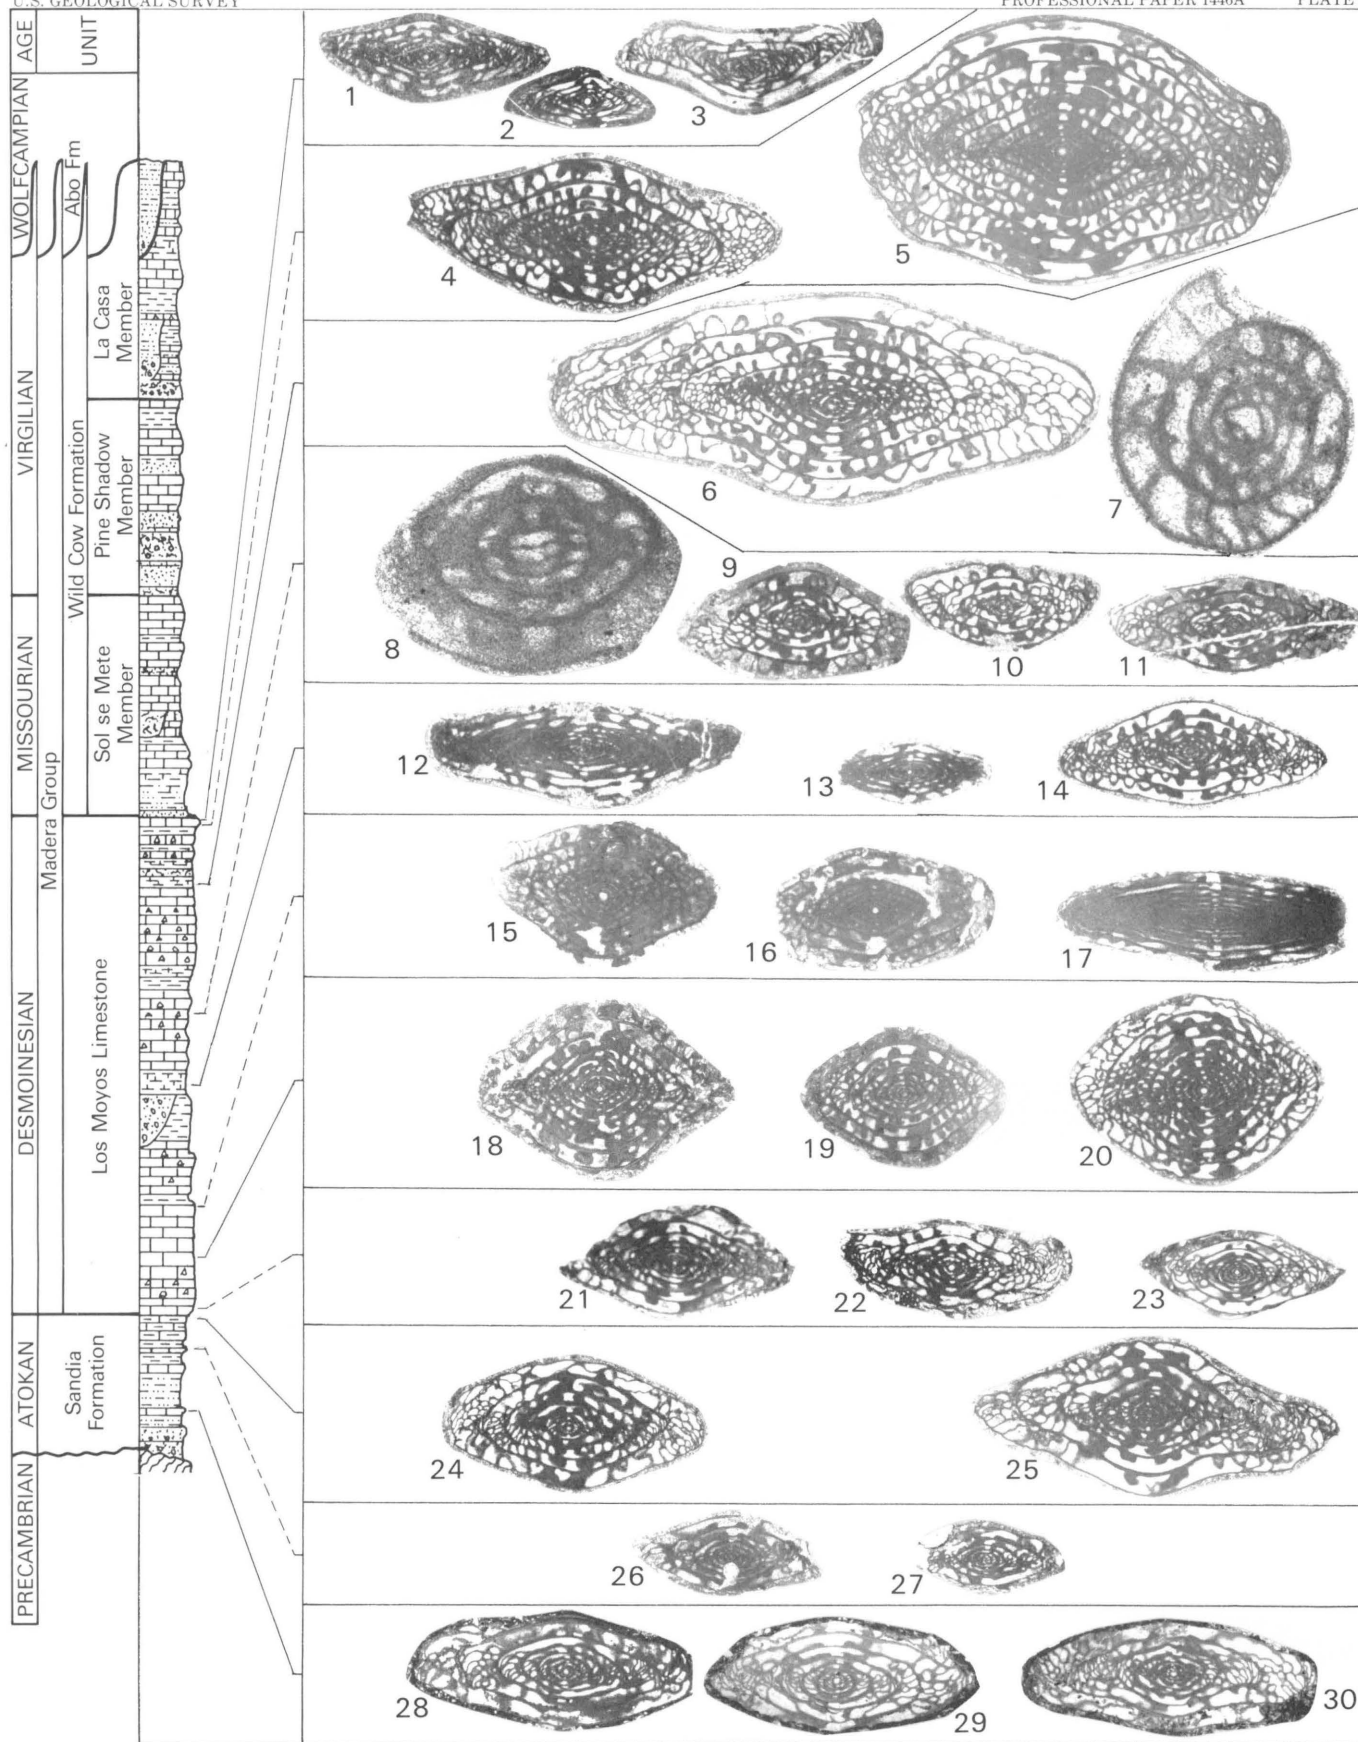 U.S. GEOLOGICAL SURVEY
PROFESSIONAL PAPER 1446A PLATE
AGE
UNIT
WOLFCAMPIAN
VIRGILIAN
MISSOURIAN
DESMOINESIAN
ATOKAN
PRECAMBRIAN
Madera Group
Abo Fm
Wild Cow Formation
La Casa
Member
Pine Shadow
Member
Sol se Mete
Member
Los Moyos Limestone
Sandia
Formation
1
2
3
4
5
6
7
8
9
10
11
12
13
14
15
16
17
18
19
20
21
22
23
24
25
26
27
28
29
30